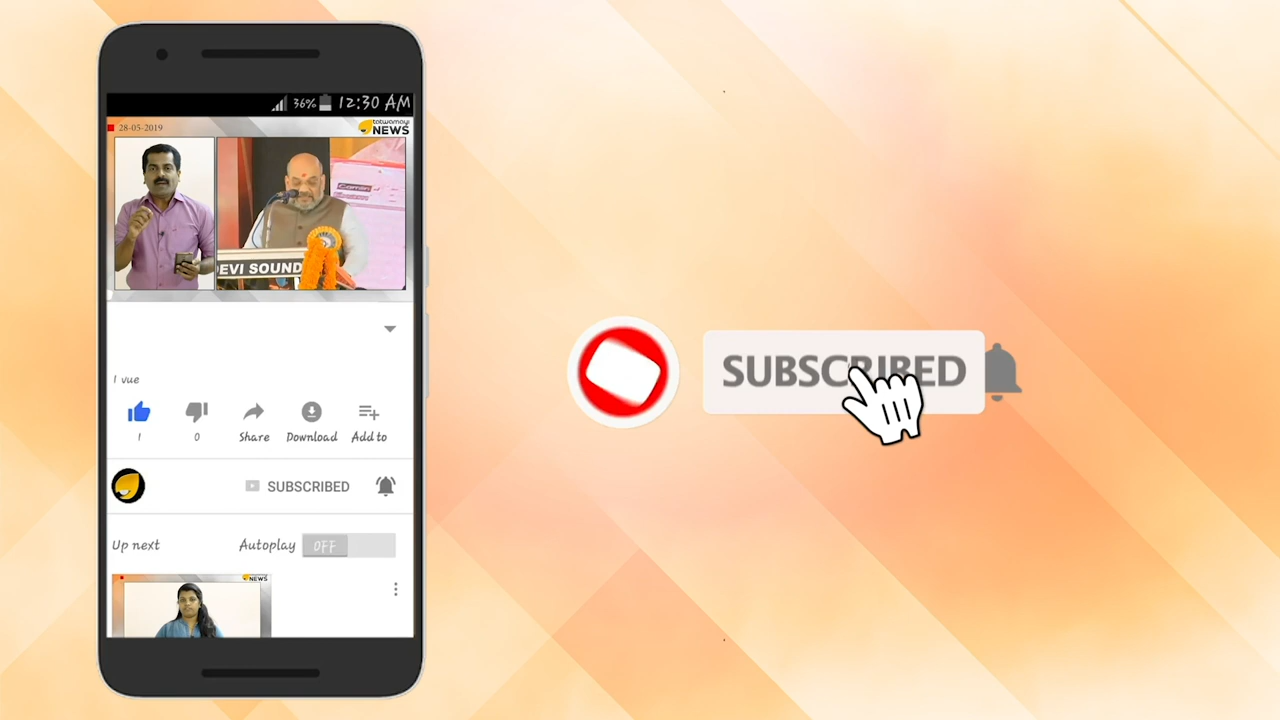 36% 12:30 AM
28-05-2019
tatwamayi
NEWS
DEVI SOUND
1 vue
1
0
Share
Download
Add to
SUBSCRIBED
Up next
Autoplay
OFF
NEWS
SUBSCRIBED